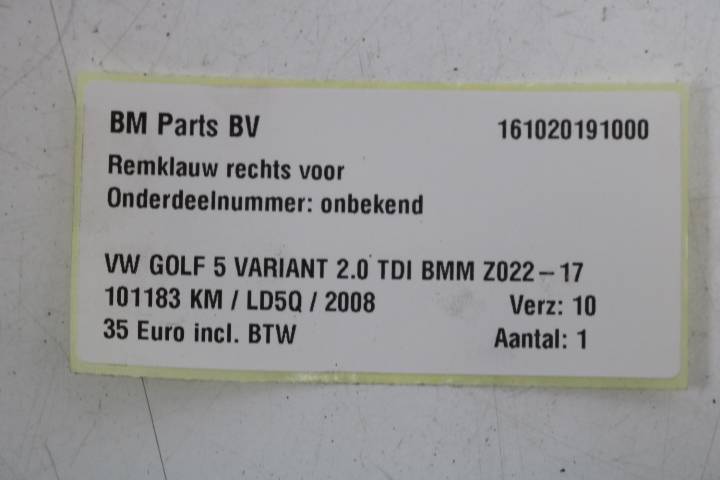 BM Parts BV 161020191000
Remklauw rechts voor
Onderdeelnummer: onbekend
VW GOLF 5 VARIANT 2.0 TDI BMM Z022-17
101183 KM / LD5Q / 2008 Verz: 10
35 Euro incl. BTW Aantal: 1